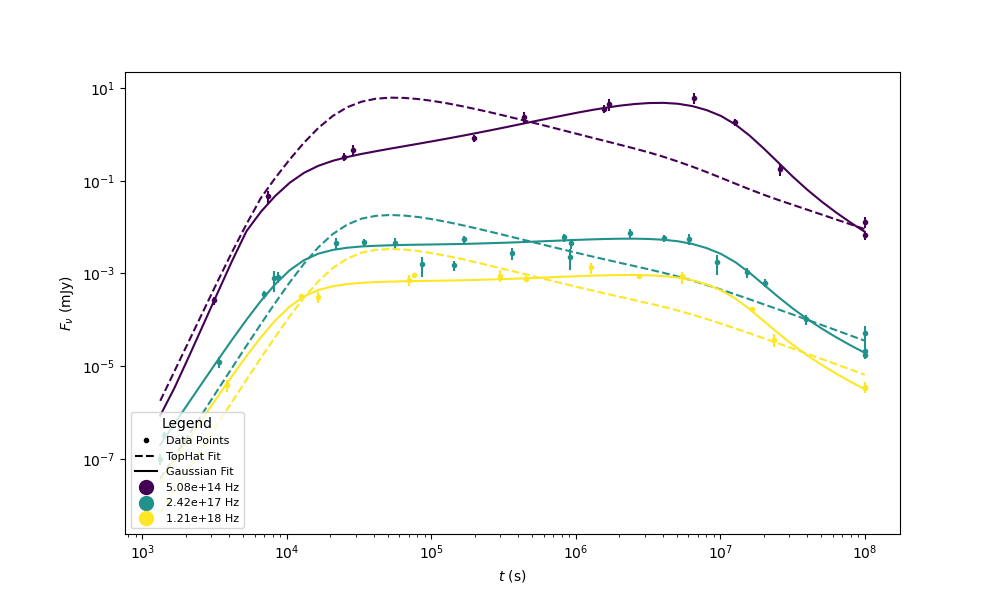 10^1
10^-1
10^-3
10^-5
10^-7
F_ν (mJy)
Legend
Data Points
TopHat Fit
Gaussian Fit
5.08e+14 Hz
2.42e+17 Hz
1.21e+18 Hz
10^3 10^4 10^5 10^6 10^7 10^8
t (s)